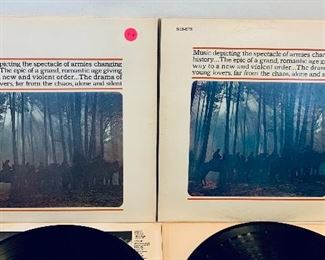 depicting the spectacle of armies changing
The epic of a grand, romantic age giving
a new and violent order...The drama of
lovers, far from the chaos, alone and silent
Music depicting the spectacle of armies changing
history...The epic of a grand, romantic age giving
way to a new and violent order...The drama of
young lovers, far from the chaos, alone and silent